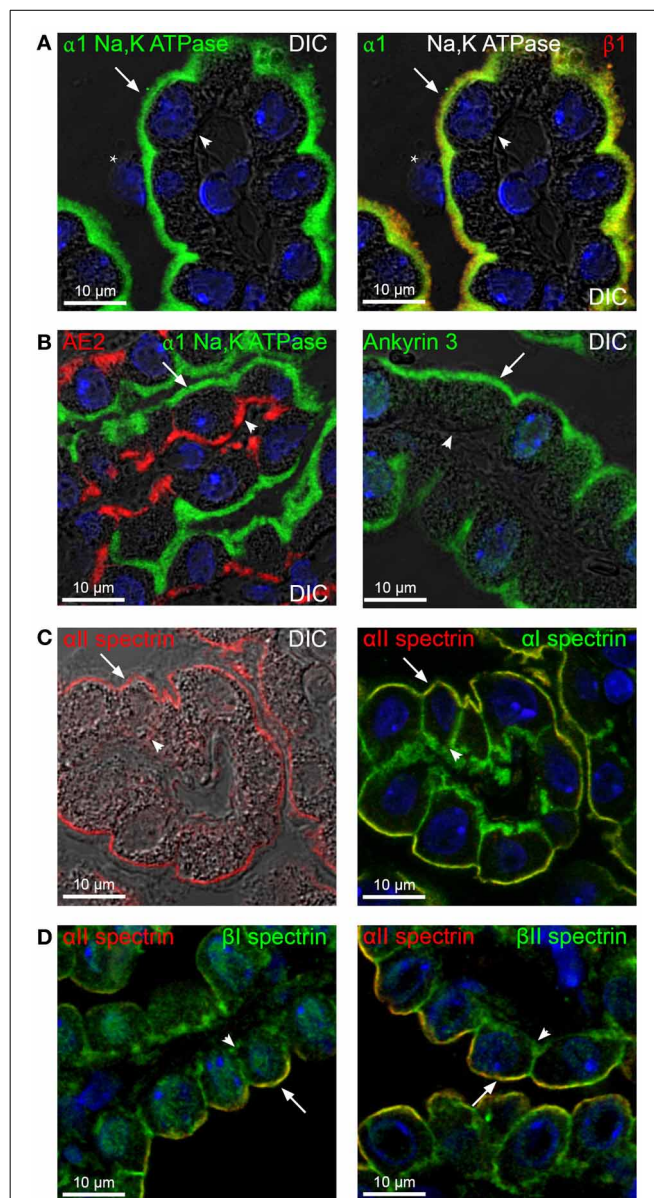 A α1 Na,K ATPase DIC α1 Na,K ATPase β1
* *
10 µm 10 µm DIC
B AE2 α1 Na,K ATPase Ankyrin 3 DIC
10 µm DIC 10 µm
C αII spectrin DIC αII spectrin αI spectrin
10 µm 10 µm
D αII spectrin βI spectrin αII spectrin βII spectrin
10 µm 10 µm